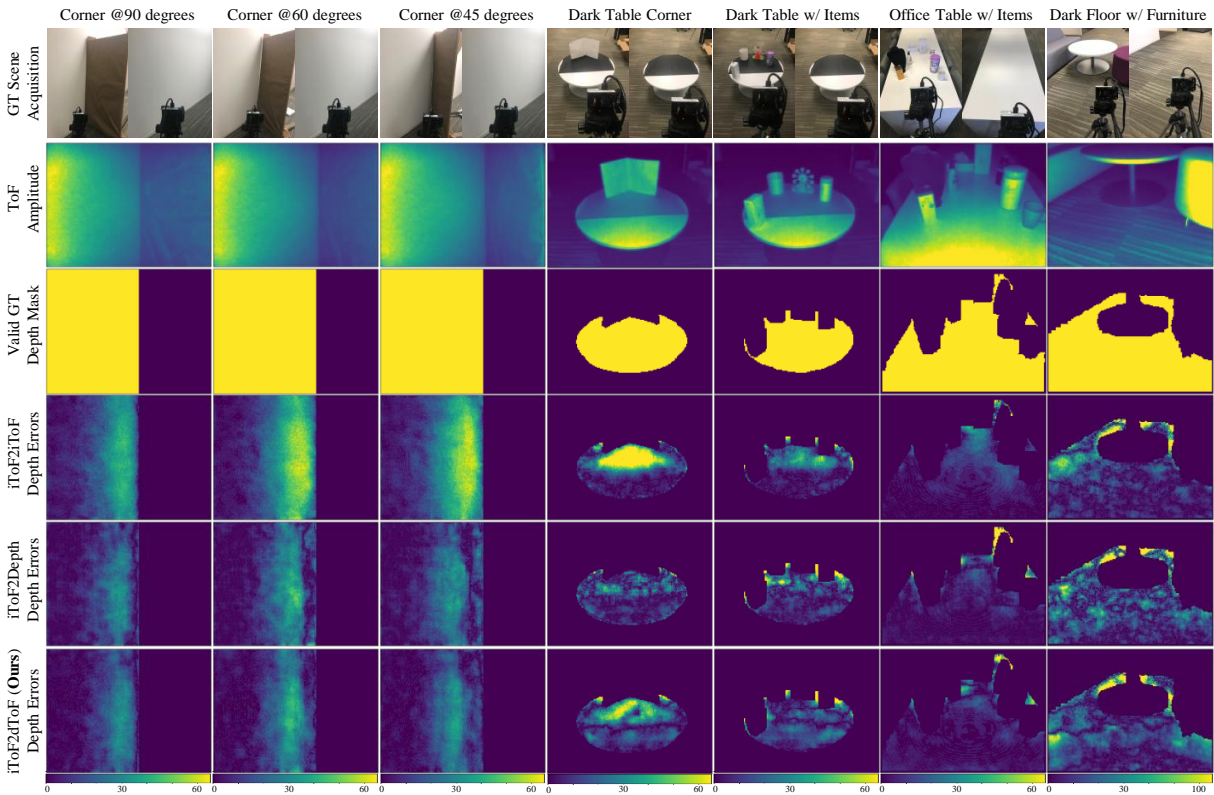 Corner @90 degrees Corner @60 degrees Corner @45 degrees Dark Table Corner Dark Table w/ Items Office Table w/ Items Dark Floor w/ Furniture
GT Scene
Acquisition
ToF
Amplitude
Valid GT
Depth Mask
iToF2iToF
Depth Errors
iToF2Depth
Depth Errors
iToF2dToF (Ours)
Depth Errors
0 30 60 0 30 60 0 30 60 0 30 60 0 30 60 0 30 60 0 50 100